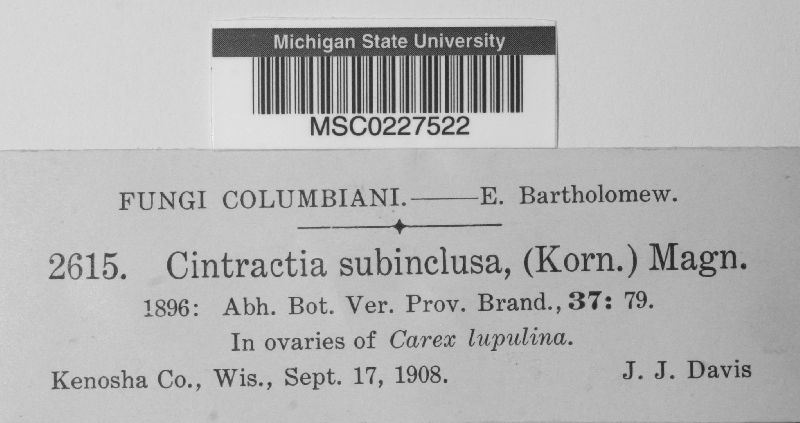 Michigan State University
MSC0227522
FUNGI COLUMBIANI.——E. Bartholomew.
2615. Cintractia subinclusa, (Korn.) Magn.
1896: Abh. Bot. Ver. Prov. Brand., 37: 79.
In ovaries of Carex lupulina.
Kenosha Co., Wis., Sept. 17, 1908. J. J. Davis